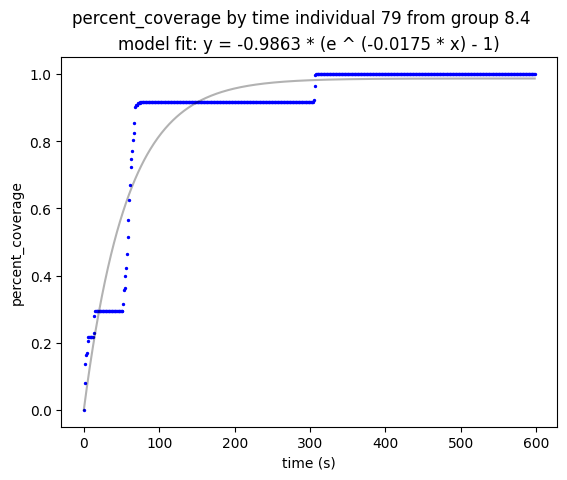 percent_coverage by time individual 79 from group 8.4
model fit: y = -0.9863 * (e ^ (-0.0175 * x) - 1)
1.0
0.8
0.6
0.4
0.2
0.0
percent_coverage
0 100 200 300 400 500 600
time (s)